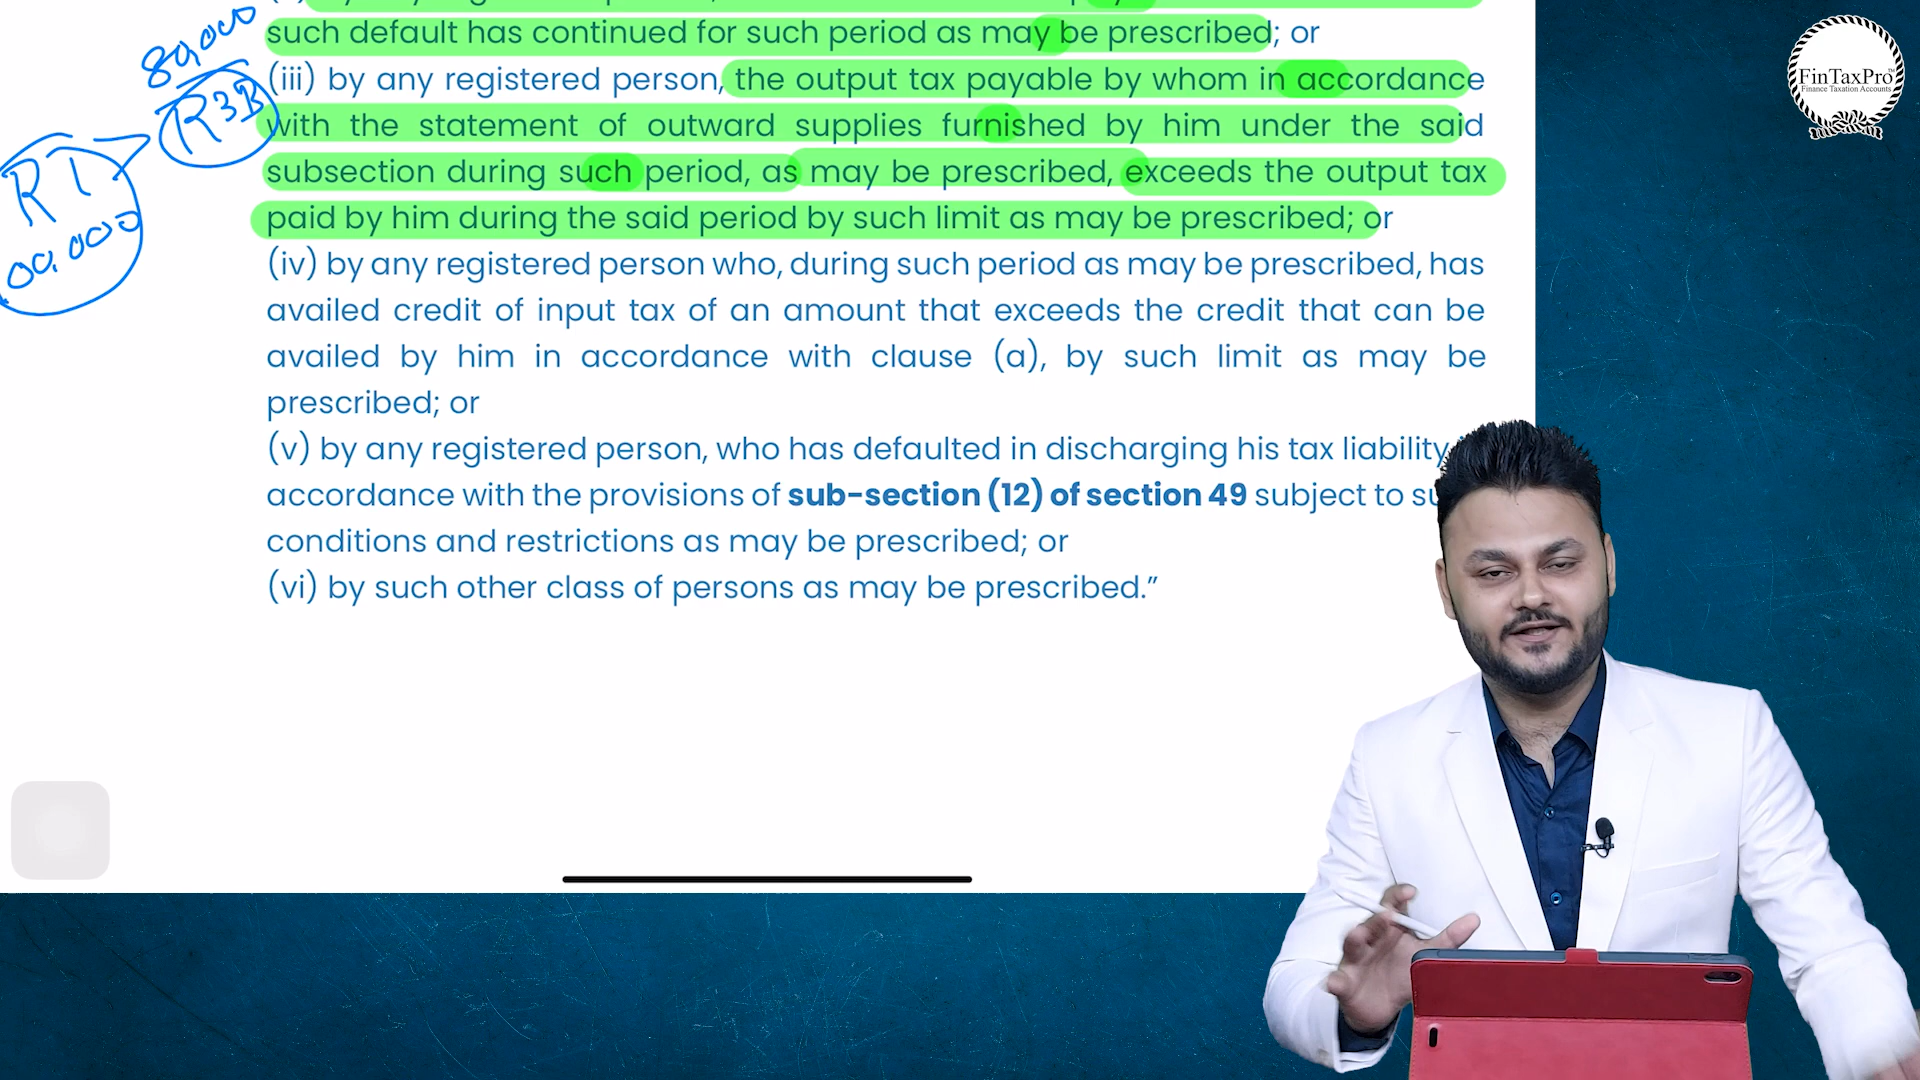 such default has continued for such period as may be prescribed; or
(iii) by any registered person, the output tax payable by whom in accordance
with the statement of outward supplies furnished by him under the said
subsection during such period, as may be prescribed, exceeds the output tax
paid by him during the said period by such limit as may be prescribed; or
(iv) by any registered person who, during such period as may be prescribed, has
availed credit of input tax of an amount that exceeds the credit that can be
availed by him in accordance with clause (a), by such limit as may be
prescribed; or
(v) by any registered person, who has defaulted in discharging his tax liability
accordance with the provisions of sub-section (12) of section 49 subject to
conditions and restrictions as may be prescribed; or
(vi) by such other class of persons as may be prescribed.”
80,000
R3B
R1
00,000
FinTaxPro
Finance Taxation Accounts